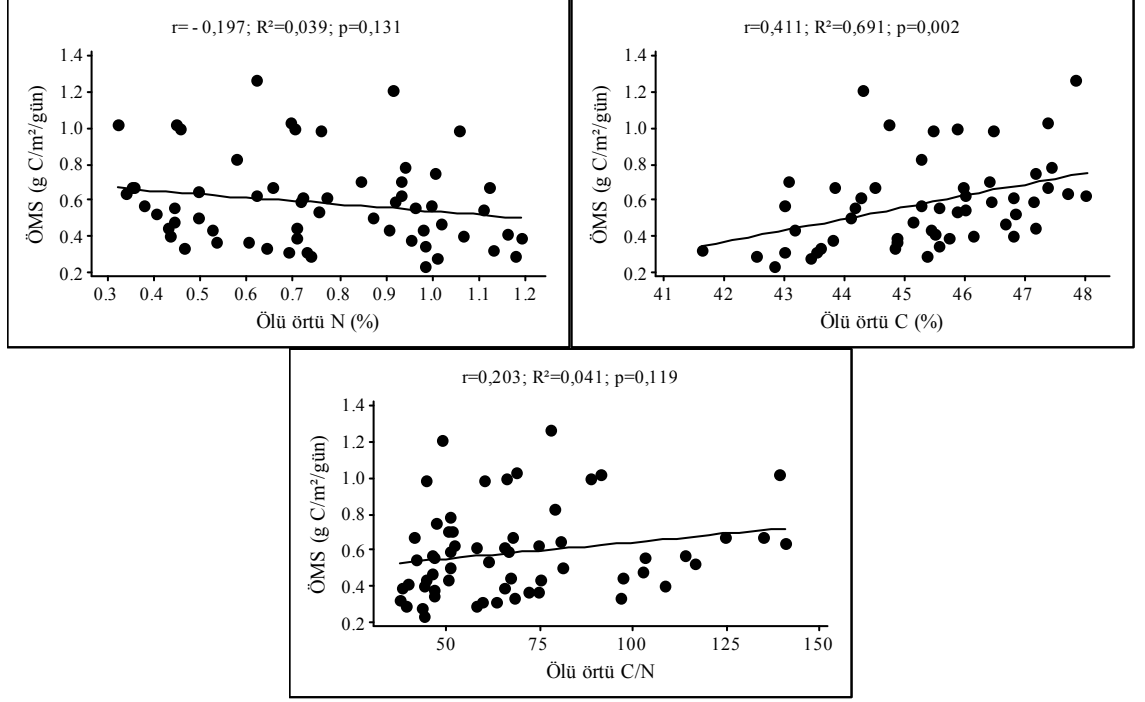 r= - 0,197; R²=0,039; p=0,131
ÖMS (g C/m²/gün)
1.4
1.2
1.0
0.8
0.6
0.4
0.2
0.3 0.4 0.5 0.6 0.7 0.8 0.9 1.0 1.1 1.2
Ölü örtü N (%)
r=0,411; R²=0,691; p=0,002
ÖMS (g C/m²/gün)
1.4
1.2
1.0
0.8
0.6
0.4
0.2
41 42 43 44 45 46 47 48
Ölü örtü C (%)
r=0,203; R²=0,041; p=0,119
ÖMS (g C/m²/gün)
1.4
1.2
1.0
0.8
0.6
0.4
0.2
50 75 100 125 150
Ölü örtü C/N